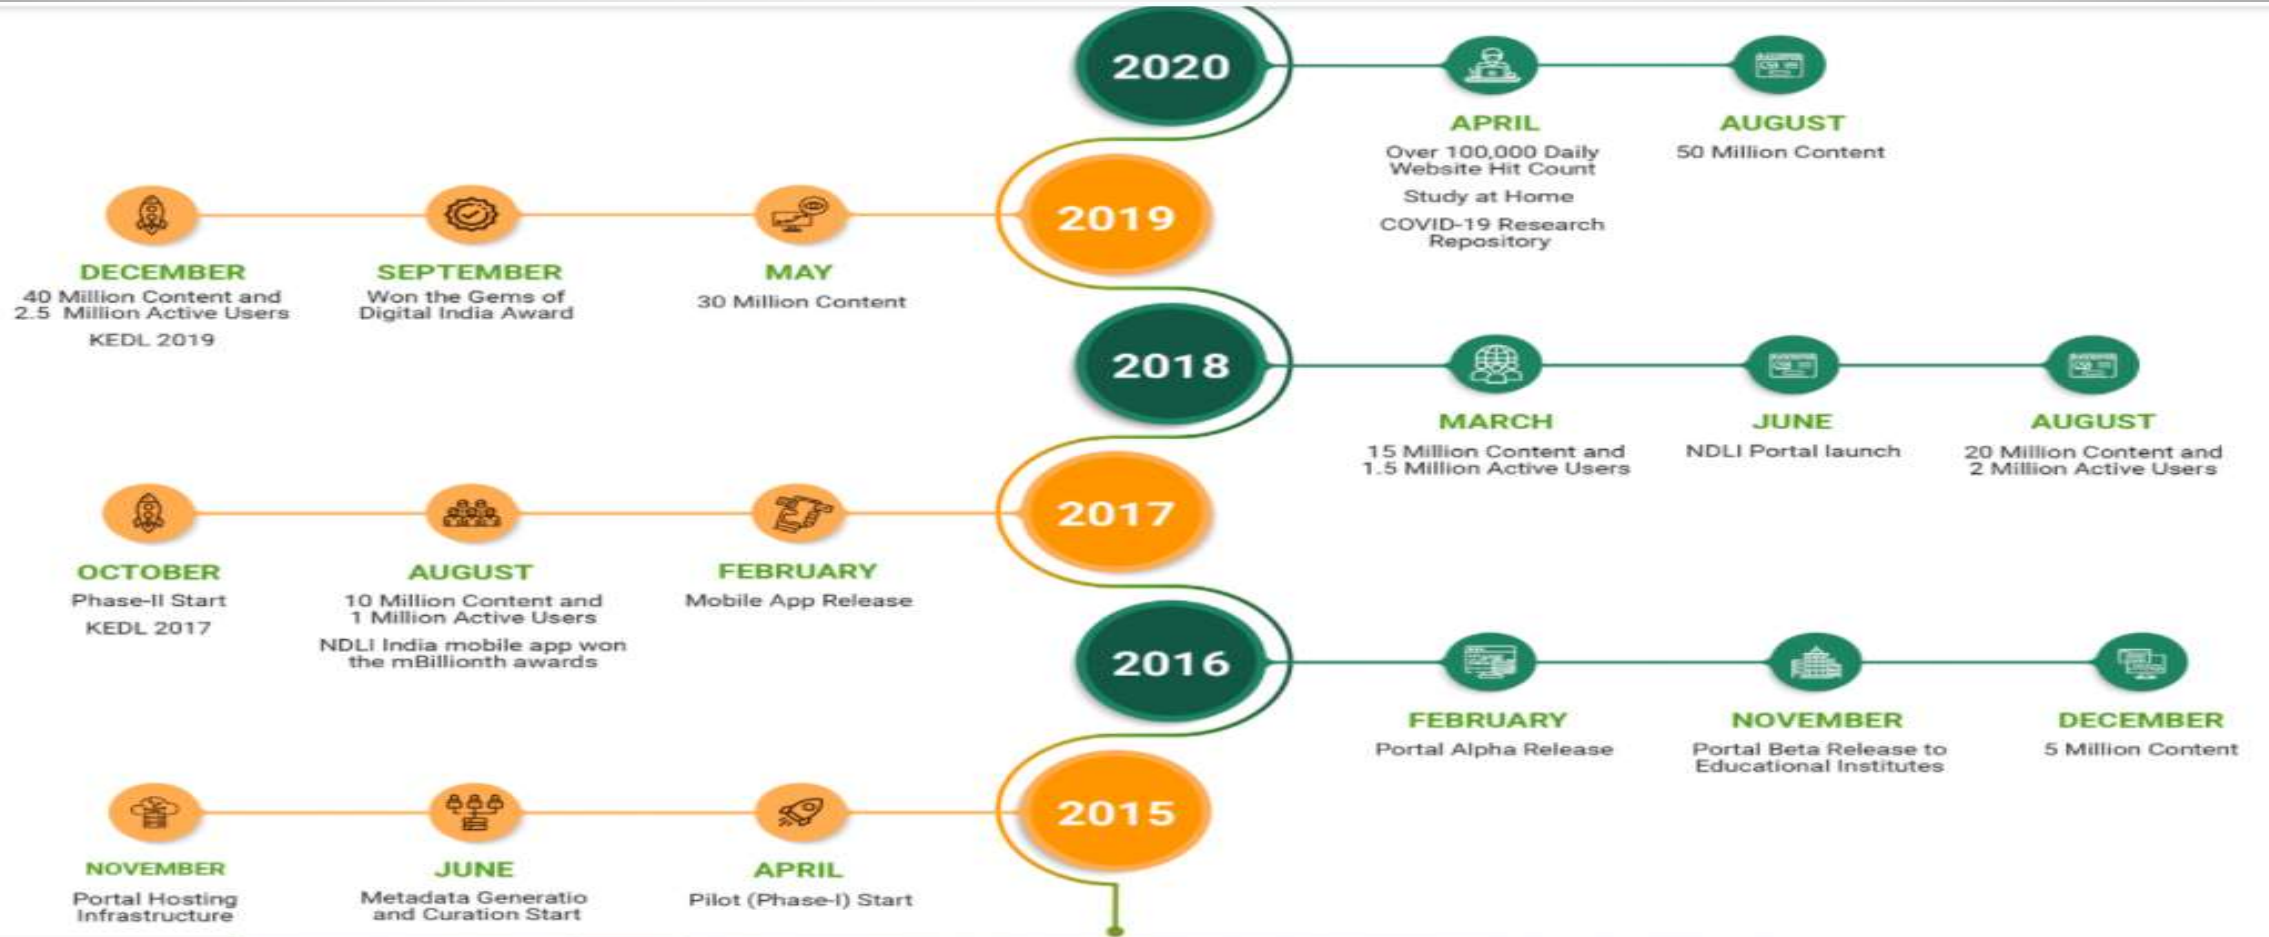 2020
APRIL
Over 100,000 Daily
Website Hit Count
Study at Home
COVID-19 Research
Repository
AUGUST
50 Million Content
2019
DECEMBER
40 Million Content and
2.5 Million Active Users
KEDL 2019
SEPTEMBER
Won the Gems of
Digital India Award
MAY
30 Million Content
2018
MARCH
15 Million Content and
1.5 Million Active Users
JUNE
NDLI Portal launch
AUGUST
20 Million Content and
2 Million Active Users
2017
OCTOBER
Phase-II Start
KEDL 2017
AUGUST
10 Million Content and
1 Million Active Users
NDLI India mobile app won
the mBillionth awards
FEBRUARY
Mobile App Release
2016
FEBRUARY
Portal Alpha Release
NOVEMBER
Portal Beta Release to
Educational Institutes
DECEMBER
5 Million Content
2015
NOVEMBER
Portal Hosting
Infrastructure
JUNE
Metadata Generatio
and Curation Start
APRIL
Pilot (Phase-I) Start